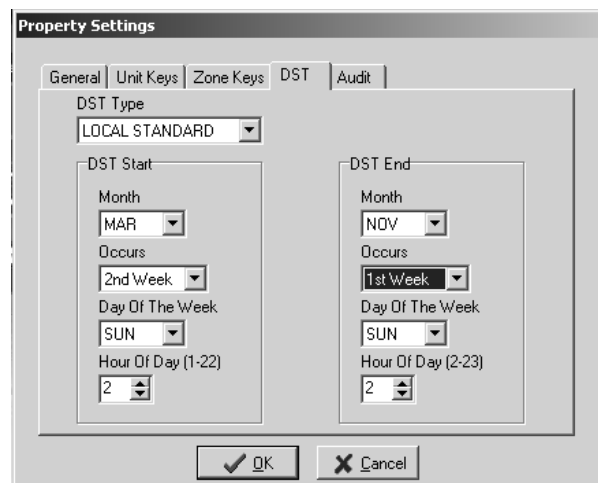 Property Settings
General Unit Keys Zone Keys DST Audit
DST Type
LOCAL STANDARD
DST Start
Month
MAR
Occurs
2nd Week
Day Of The Week
SUN
Hour Of Day (1-22)
2
DST End
Month
NOV
Occurs
1st Week
Day Of The Week
SUN
Hour Of Day (2-23)
2
OK Cancel